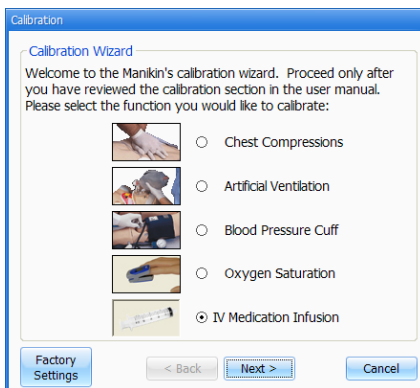 Calibration
Calibration Wizard
Welcome to the Manikin's calibration wizard. Proceed only after
you have reviewed the calibration section in the user manual.
Please select the function you would like to calibrate:
Chest Compressions
Artificial Ventilation
Blood Pressure Cuff
Oxygen Saturation
IV Medication Infusion
Factory
Settings
< Back
Next >
Cancel